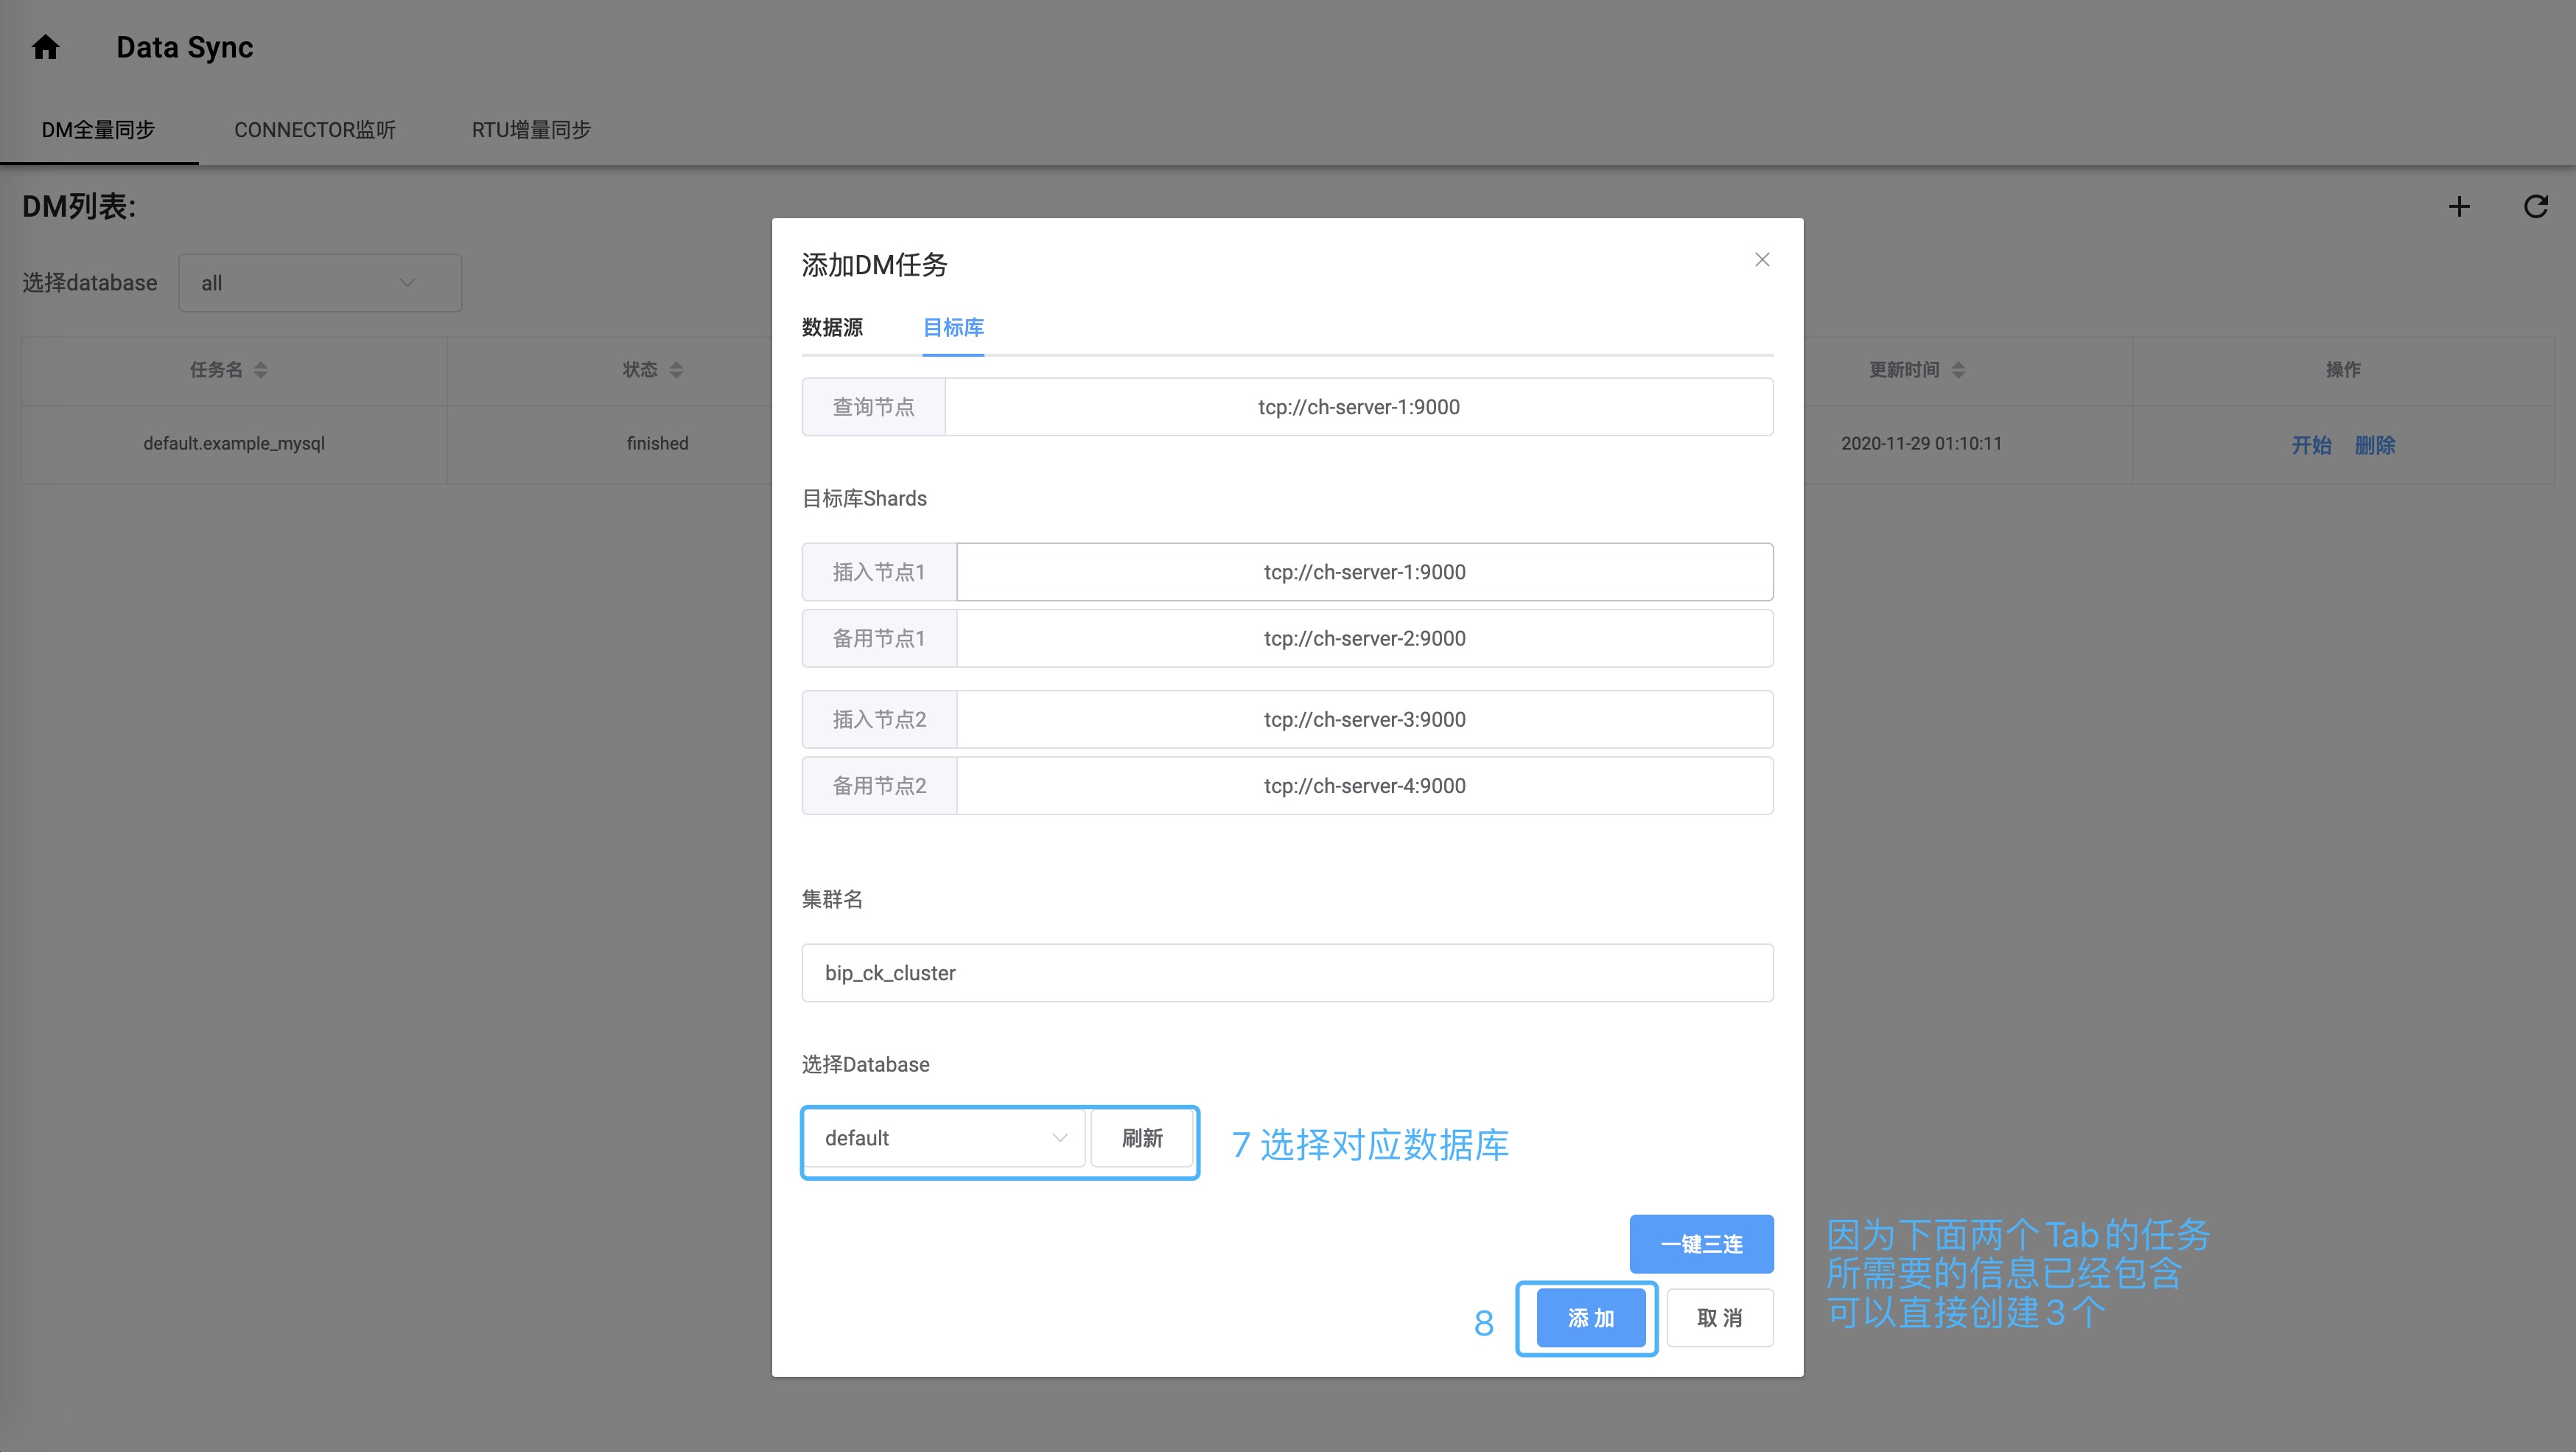 Data Sync
DM全量同步
CONNECTOR监听
RTU增量同步
DM列表:
选择database
all
任务名
状态
更新时间
操作
default.example_mysql
finished
2020-11-29 01:10:11
开始
删除
添加DM任务
数据源
目标库
查询节点
tcp://ch-server-1:9000
目标库Shards
插入节点1
tcp://ch-server-1:9000
备用节点1
tcp://ch-server-2:9000
插入节点2
tcp://ch-server-3:9000
备用节点2
tcp://ch-server-4:9000
集群名
bip_ck_cluster
选择Database
default
刷新
7 选择对应数据库
一键三连
因为下面两个Tab的任务
所需要的信息已经包含
可以直接创建3个
8
添 加
取 消